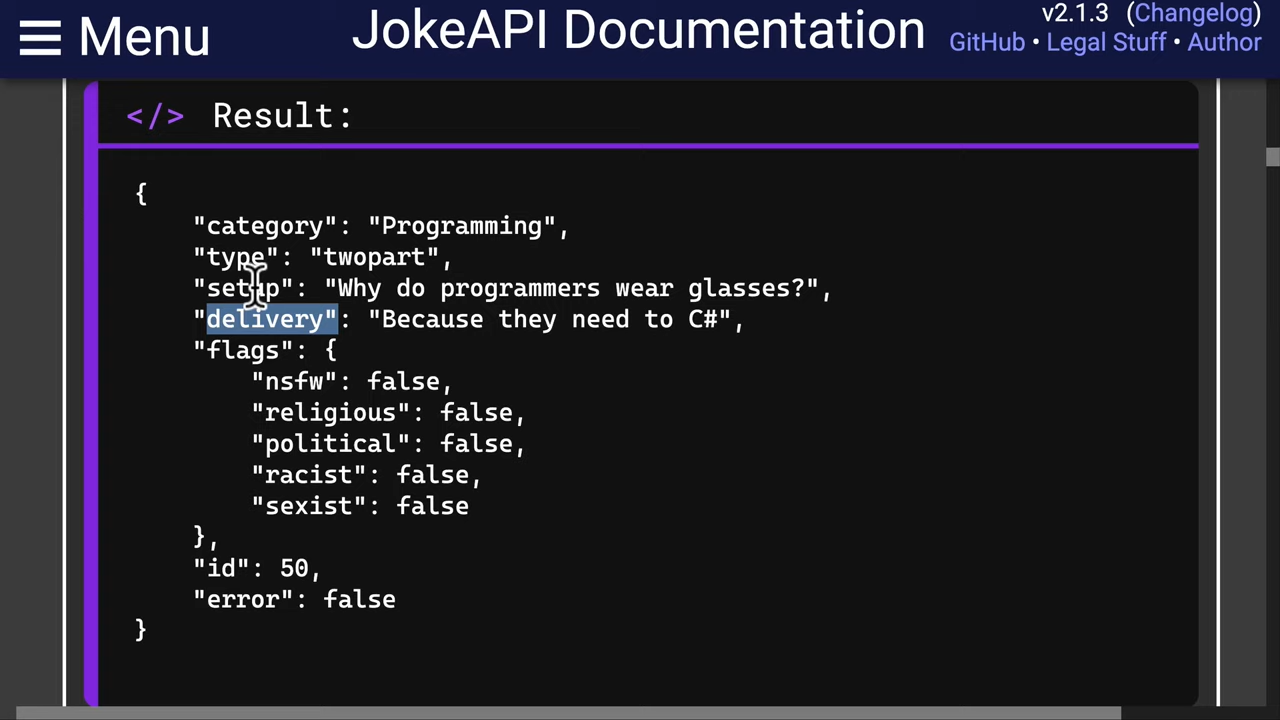 Menu
JokeAPI Documentation
v2.1.3 (Changelog)
GitHub • Legal Stuff • Author
</> Result:
{
    "category": "Programming",
    "type": "twopart",
    "setup": "Why do programmers wear glasses?",
    "delivery": "Because they need to C#",
    "flags": {
        "nsfw": false,
        "religious": false,
        "political": false,
        "racist": false,
        "sexist": false
    },
    "id": 50,
    "error": false
}